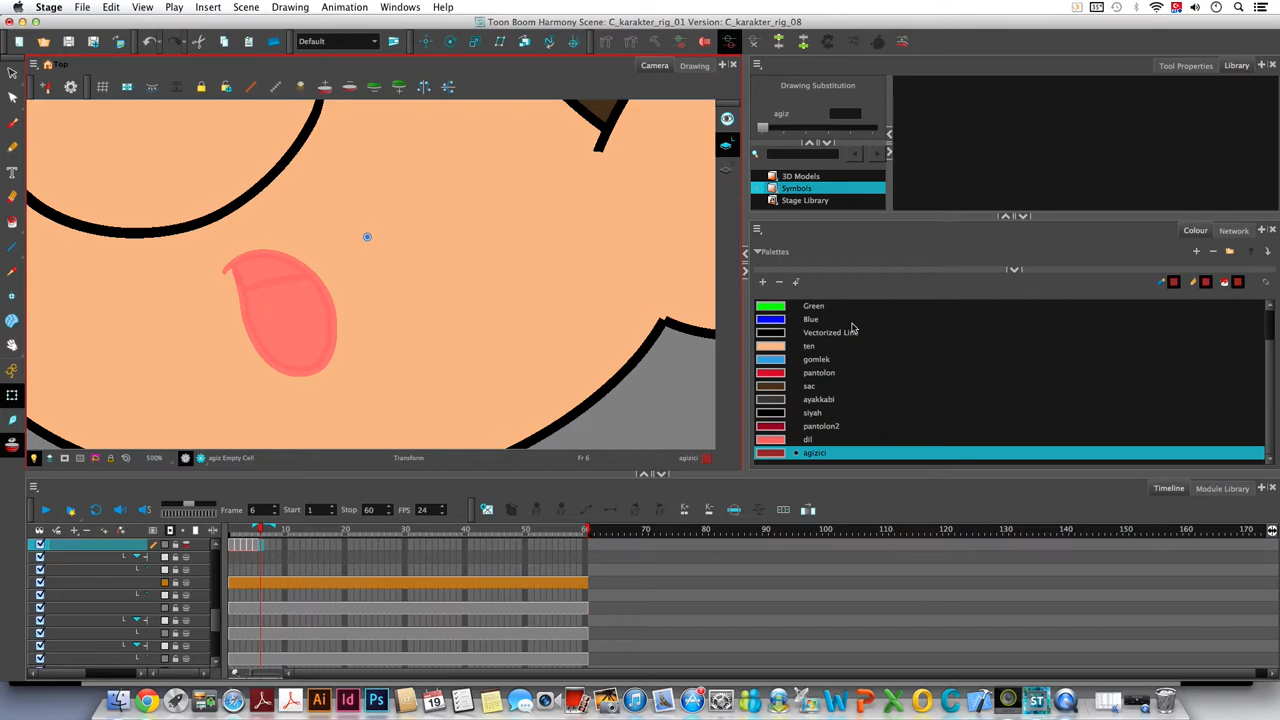 Stage File Edit View Play Insert Scene Drawing Animation Windows Help
Toon Boom Harmony Scene: C_karakter_rig_01 Version: C_karakter_rig_08
Default
Top Camera Drawing
Tool Properties Library
Drawing Substitution
agiz
3D Models
Symbols
Stage Library
Colour Network
Palettes
Green
Blue
Vectorized Line
ten
gomlek
pantolon
sac
ayakkabi
siyah
pantolon2
dil
agizici
500% agiz Empty Cell Transform Fr 6 agizici
Timeline Module Library
Frame 6 Start 1 Stop 60 FPS 24
10 20 30 40 50 60 70 80 90 100 110 120 130 140 150 160 170